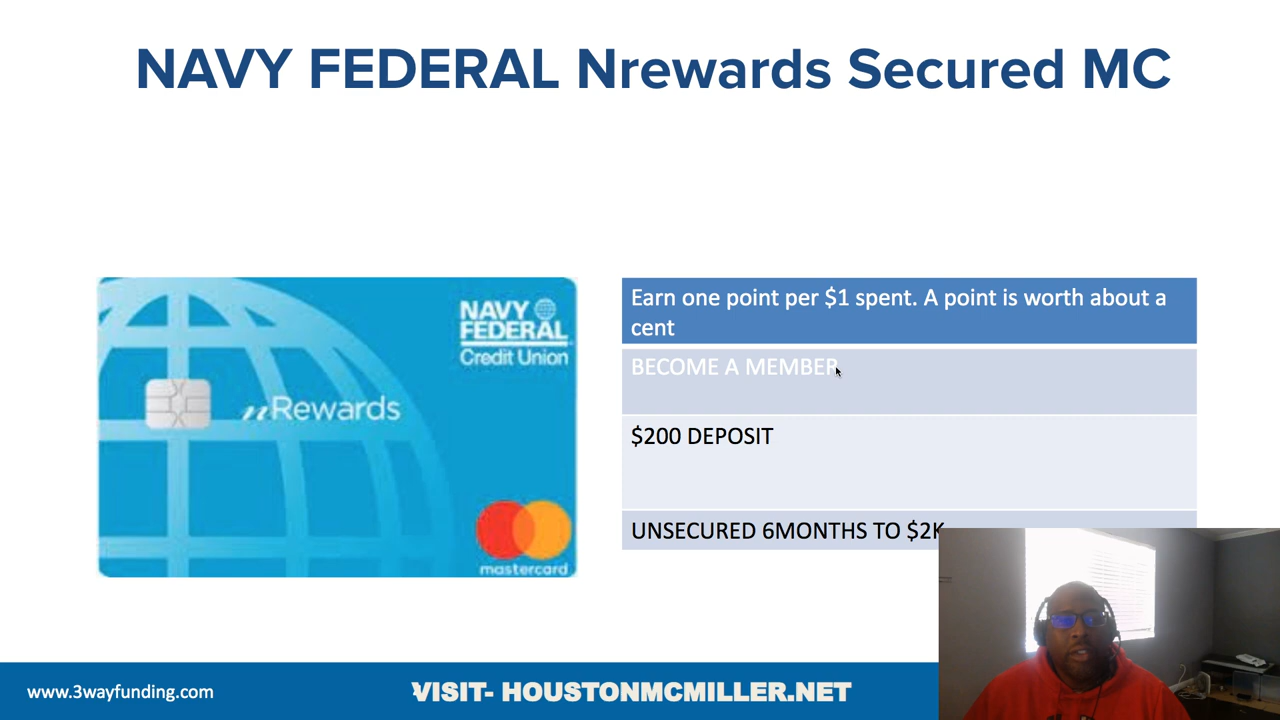 NAVY FEDERAL Nrewards Secured MC
NAVY
FEDERAL
Credit Union
nRewards
mastercard
Earn one point per $1 spent. A point is worth about a
cent
BECOME A MEMBER
$200 DEPOSIT
UNSECURED 6MONTHS TO $2K
www.3wayfunding.com
VISIT- HOUSTONMCMILLER.NET